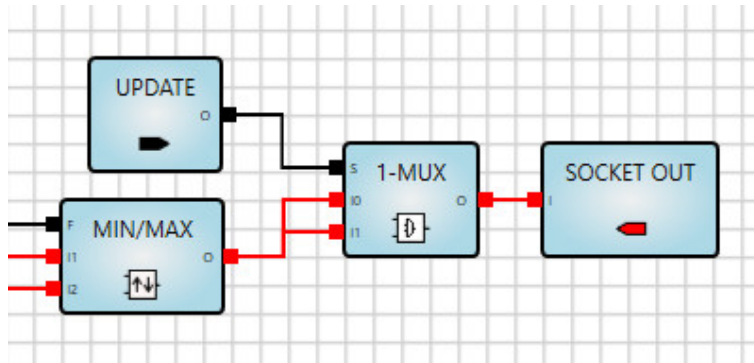 UPDATE
O
S
1-MUX
I0
O
I1
SOCKET OUT
I
F
MIN/MAX
I1
O
I2